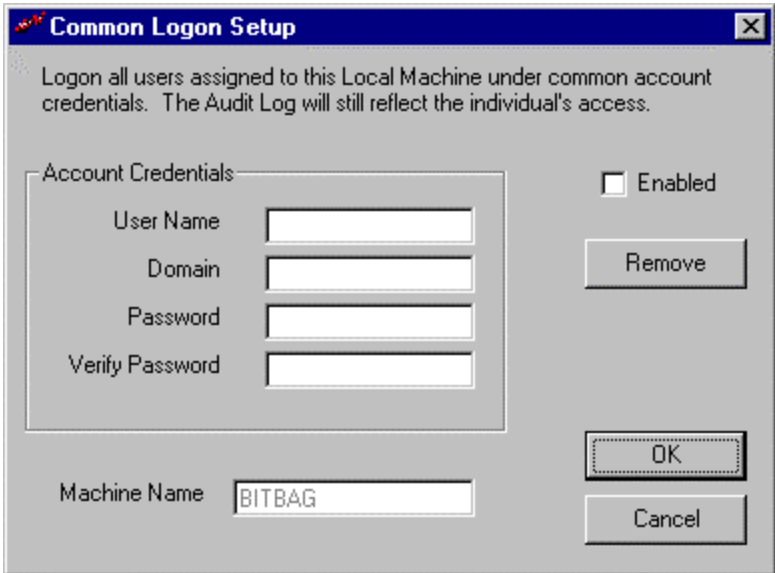 Common Logon Setup
Logon all users assigned to this Local Machine under common account
credentials. The Audit Log will still reflect the individual's access.
Account Credentials
Enabled
User Name
Domain
Remove
Password
Verify Password
OK
Machine Name BITBAG
Cancel